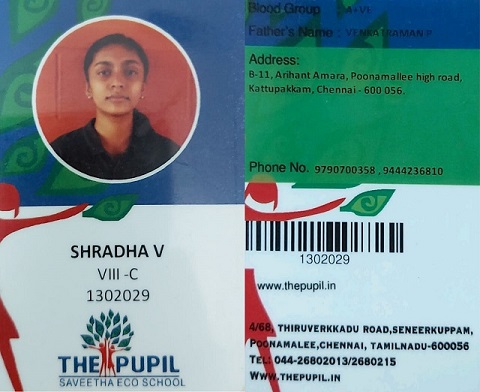 SHRADHA V
VIII -C
1302029
THE PUPIL
SAVEETHA ECO SCHOOL
Blood Group : A+VE
Father's Name : VENKATRAMAN P
Address:
B-11, Arihant Amara, Poonamallee high road,
Kattupakkam, Chennai - 600 056.
Phone No. 9790700358 , 9444236810
1302029
www.thepupil.in
4/68, THIRUVERKKADU ROAD,SENEERKUPPAM,
POONAMALEE,CHENNAI, TAMILNADU-600056
TEL: 044-26802013/2680215
WWW.THEPUPIL.IN